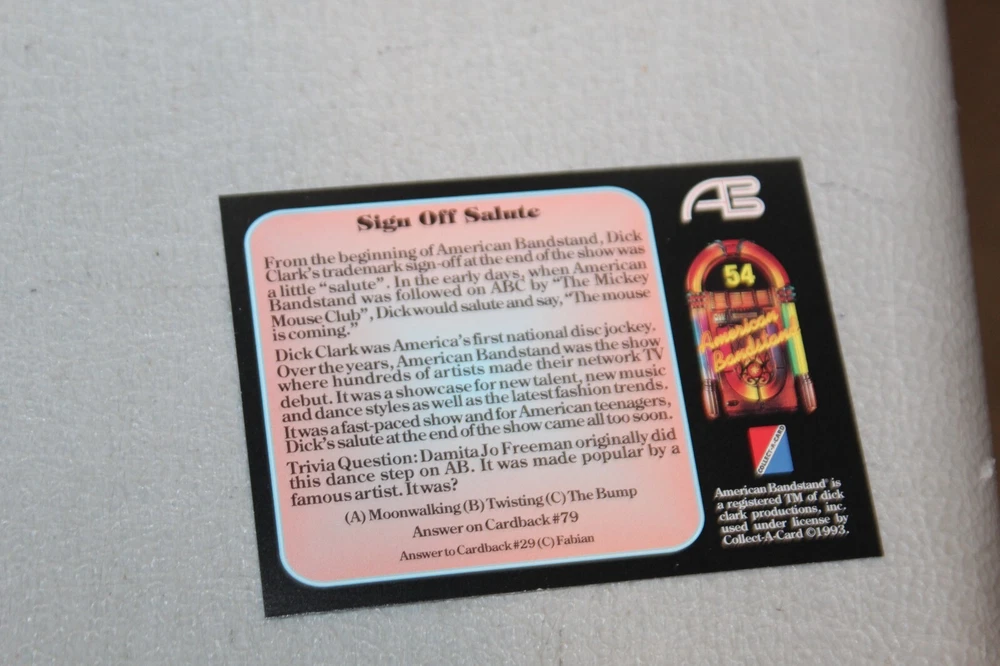 Sign Off Salute
From the beginning of American Bandstand, Dick
Clark's trademark sign-off at the end of the show was
a little "salute". In the early days, when American
Bandstand was followed on ABC by "The Mickey
Mouse Club", Dick would salute and say, "The mouse
is coming."
Dick Clark was America's first national disc jockey.
Over the years, American Bandstand was the show
where hundreds of artists made their network TV
debut. It was a showcase for new talent, new music
and dance styles as well as the latest fashion trends.
It was a fast-paced show and for American teenagers,
Dick's salute at the end of the show came all too soon.
Trivia Question: Damita Jo Freeman originally did
this dance step on AB. It was made popular by a
famous artist. It was?
(A) Moonwalking (B) Twisting (C) The Bump
Answer on Cardback #79
Answer to Cardback #29 (C) Fabian
AB
54
American
Bandstand
COLLECT-A-CARD
American Bandstand® is
a registered TM of dick
clark productions, inc,
used under license by
Collect-A-Card ©1993.